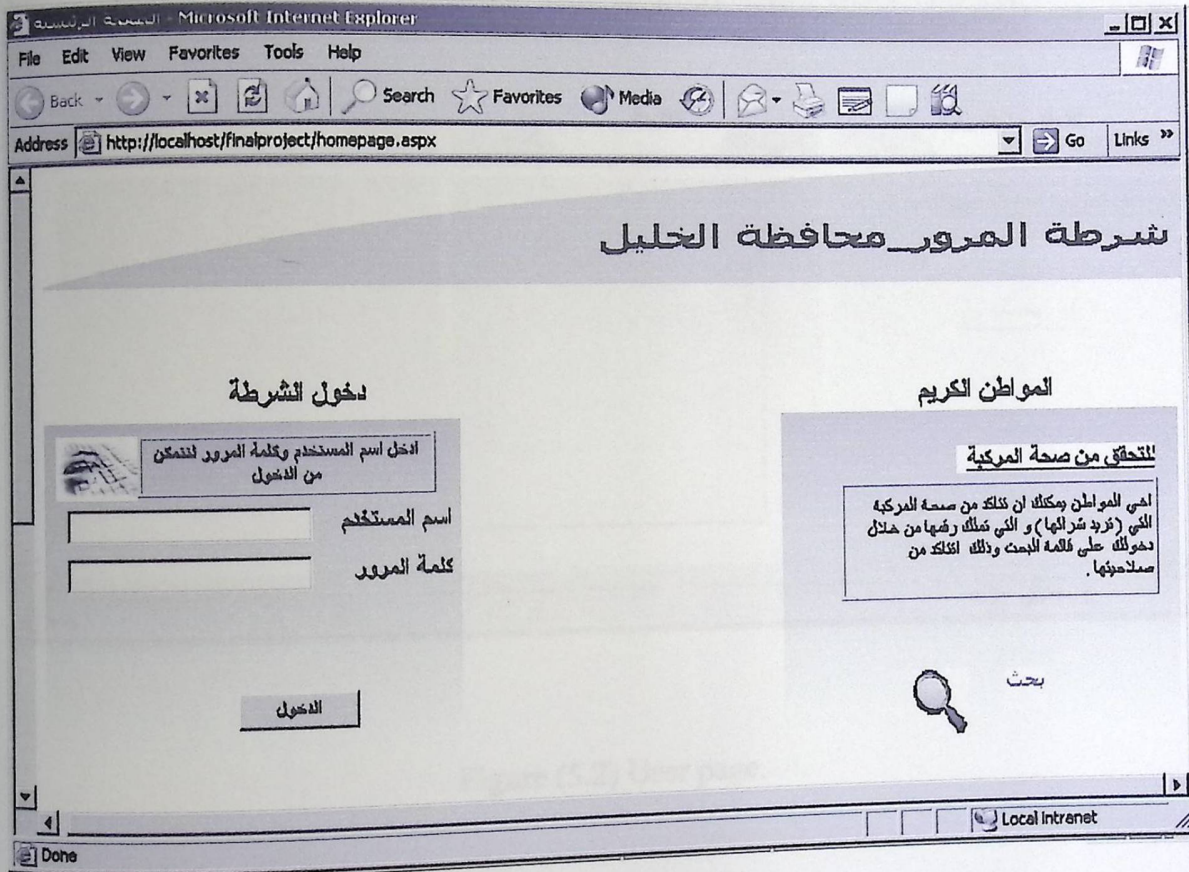 الصفحة الرئيسية - Microsoft Internet Explorer
File Edit View Favorites Tools Help
Back Search Favorites Media
Address http://localhost/finalproject/homepage.aspx Go Links »
شرطة المرور_محافظة الخليل
المواطن الكريم
للتحقق من صحة المركبة
اخي المواطن يمكنك ان تتاكد من صحة المركبة
التي (تريد شرائها) و التي تملك رقمها من خلال
دخولك على قائمة البحث وذلك للتاكد من
صلاحيتها.
بحث
دخول الشرطة
ادخل اسم المستخدم وكلمة المرور لتتمكن
من الدخول
اسم المستخدم
كلمة المرور
الدخول
Figure (5.2) User page.
Done Local intranet